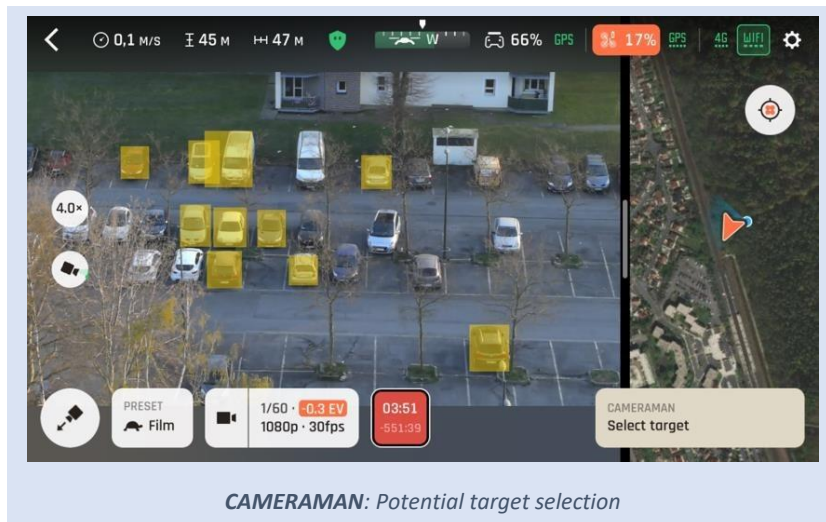 0,1 M/S 45 M 47 M W 66% GPS 17% GPS 4G WIFI
4.0×
PRESET
Film
1/60 · -0.3 EV
1080p · 30fps
03:51
-551:39
CAMERAMAN
Select target
CAMERAMAN: Potential target selection